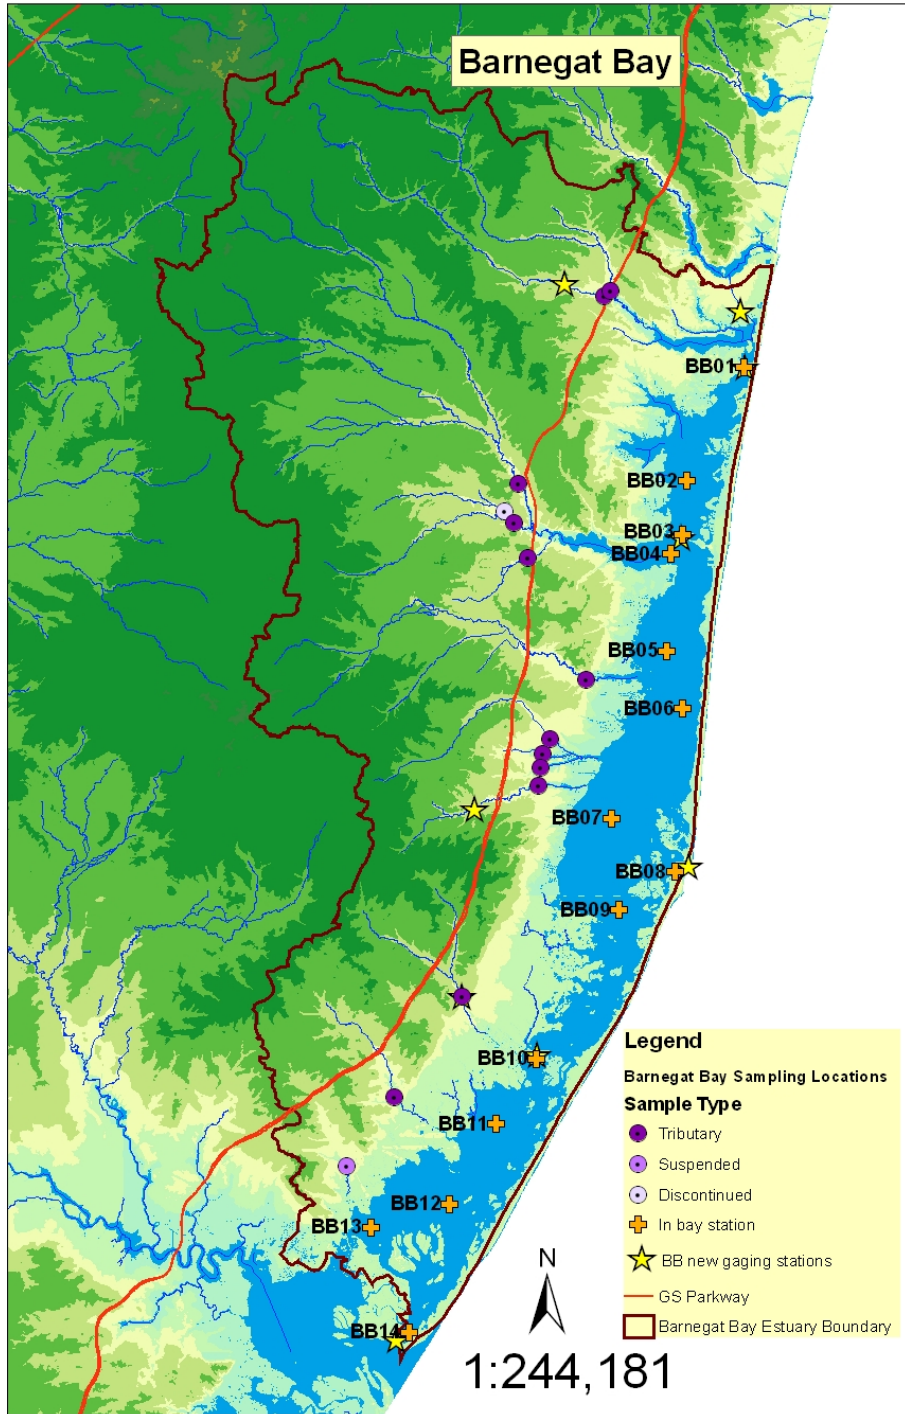 Barnegat Bay
BB01
BB02
BB03
BB04
BB05
BB06
BB07
BB08
BB09
BB10
BB11
BB12
BB13
BB14
Legend
Barnegat Bay Sampling Locations
Sample Type
Tributary
Suspended
Discontinued
In bay station
BB new gaging stations
GS Parkway
Barnegat Bay Estuary Boundary
N
1:244,181